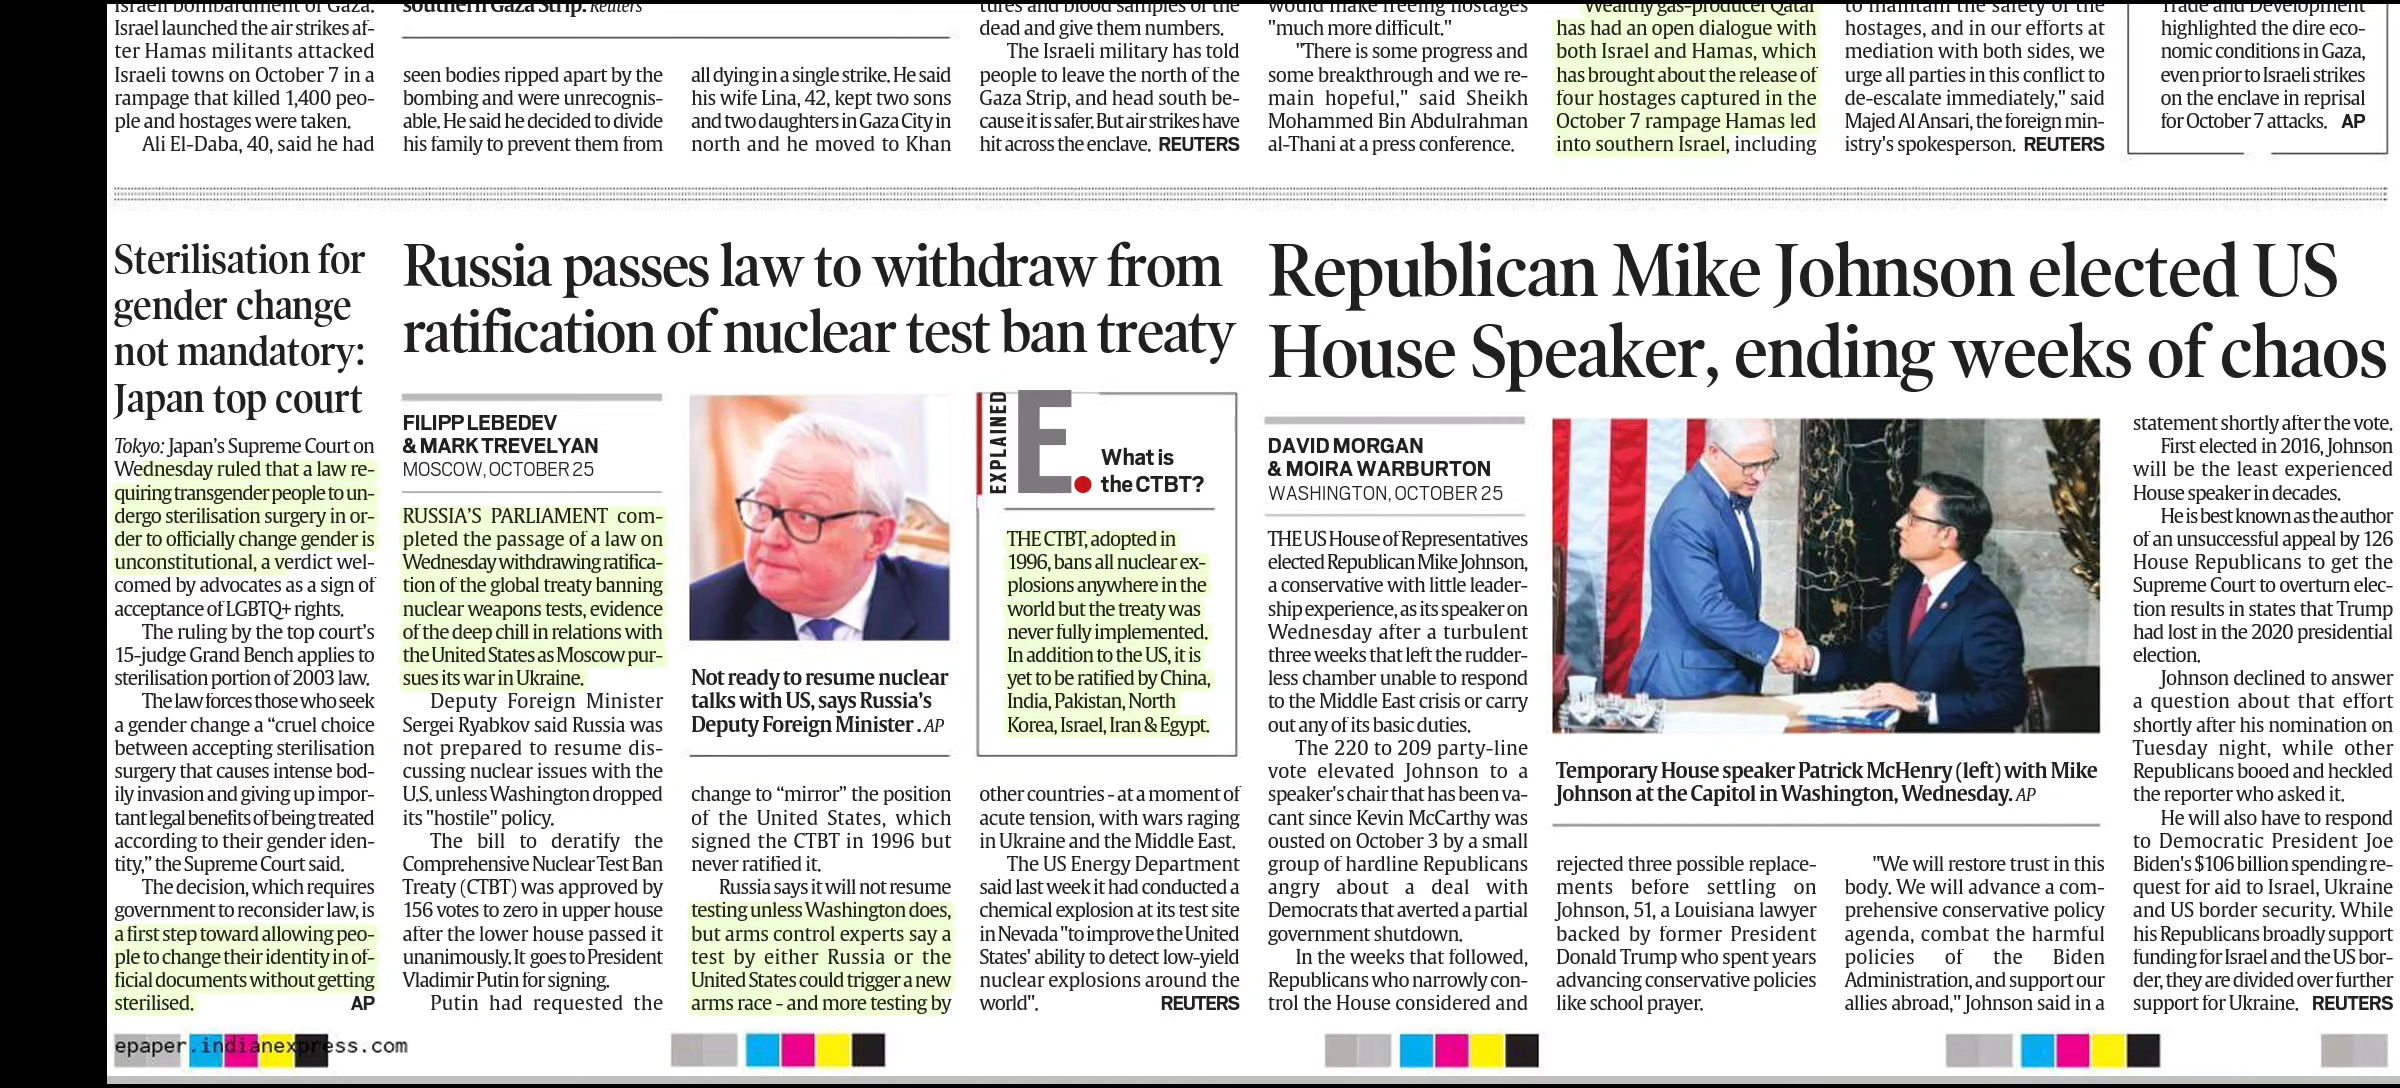 Israeli bombardment of Gaza.
Israel launched the air strikes af-
ter Hamas militants attacked
Israeli towns on October 7 in a
rampage that killed 1,400 peo-
ple and hostages were taken.
Ali El-Daba, 40, said he had
southern Gaza Strip. Reuters
seen bodies ripped apart by the
bombing and were unrecognis-
able. He said he decided to divide
his family to prevent them from
all dying in a single strike. He said
his wife Lina, 42, kept two sons
and two daughters in Gaza City in
north and he moved to Khan
tures and blood samples of the
dead and give them numbers.
The Israeli military has told
people to leave the north of the
Gaza Strip, and head south be-
cause it is safer. But air strikes have
hit across the enclave. REUTERS
would make freeing hostages
"much more difficult."
"There is some progress and
some breakthrough and we re-
main hopeful," said Sheikh
Mohammed Bin Abdulrahman
al-Thani at a press conference.
Wealthy gas-producer Qatar
has had an open dialogue with
both Israel and Hamas, which
has brought about the release of
four hostages captured in the
October 7 rampage Hamas led
into southern Israel, including
to maintain the safety of the
hostages, and in our efforts at
mediation with both sides, we
urge all parties in this conflict to
de-escalate immediately," said
Majed Al Ansari, the foreign min-
istry's spokesperson. REUTERS
Trade and Development
highlighted the dire eco-
nomic conditions in Gaza,
even prior to Israeli strikes
on the enclave in reprisal
for October 7 attacks. AP
Sterilisation for
gender change
not mandatory:
Japan top court
Tokyo: Japan's Supreme Court on
Wednesday ruled that a law re-
quiring transgender people to un-
dergo sterilisation surgery in or-
der to officially change gender is
unconstitutional, a verdict wel-
comed by advocates as a sign of
acceptance of LGBTQ+ rights.
The ruling by the top court's
15-judge Grand Bench applies to
sterilisation portion of 2003 law.
The law forces those who seek
a gender change a “cruel choice
between accepting sterilisation
surgery that causes intense bod-
ily invasion and giving up impor-
tant legal benefits of being treated
according to their gender iden-
tity,” the Supreme Court said.
The decision, which requires
government to reconsider law, is
a first step toward allowing peo-
ple to change their identity in of-
ficial documents without getting
sterilised. AP
Russia passes law to withdraw from
ratification of nuclear test ban treaty
FILIPP LEBEDEV
& MARK TREVELYAN
MOSCOW, OCTOBER 25
RUSSIA'S PARLIAMENT com-
pleted the passage of a law on
Wednesday withdrawing ratifica-
tion of the global treaty banning
nuclear weapons tests, evidence
of the deep chill in relations with
the United States as Moscow pur-
sues its war in Ukraine.
Deputy Foreign Minister
Sergei Ryabkov said Russia was
not prepared to resume dis-
cussing nuclear issues with the
U.S. unless Washington dropped
its "hostile" policy.
The bill to deratify the
Comprehensive Nuclear Test Ban
Treaty (CTBT) was approved by
156 votes to zero in upper house
after the lower house passed it
unanimously. It goes to President
Vladimir Putin for signing.
Putin had requested the
Not ready to resume nuclear
talks with US, says Russia's
Deputy Foreign Minister . AP
change to “mirror” the position
of the United States, which
signed the CTBT in 1996 but
never ratified it.
Russia says it will not resume
testing unless Washington does,
but arms control experts say a
test by either Russia or the
United States could trigger a new
arms race - and more testing by
EXPLAINED
E.
What is
the CTBT?
THE CTBT, adopted in
1996, bans all nuclear ex-
plosions anywhere in the
world but the treaty was
never fully implemented.
In addition to the US, it is
yet to be ratified by China,
India, Pakistan, North
Korea, Israel, Iran & Egypt.
other countries - at a moment of
acute tension, with wars raging
in Ukraine and the Middle East.
The US Energy Department
said last week it had conducted a
chemical explosion at its test site
in Nevada "to improve the United
States' ability to detect low-yield
nuclear explosions around the
world". REUTERS
Republican Mike Johnson elected US
House Speaker, ending weeks of chaos
DAVID MORGAN
& MOIRA WARBURTON
WASHINGTON, OCTOBER 25
THE US House of Representatives
elected Republican Mike Johnson,
a conservative with little leader-
ship experience, as its speaker on
Wednesday after a turbulent
three weeks that left the rudder-
less chamber unable to respond
to the Middle East crisis or carry
out any of its basic duties.
The 220 to 209 party-line
vote elevated Johnson to a
speaker's chair that has been va-
cant since Kevin McCarthy was
ousted on October 3 by a small
group of hardline Republicans
angry about a deal with
Democrats that averted a partial
government shutdown.
In the weeks that followed,
Republicans who narrowly con-
trol the House considered and
Temporary House speaker Patrick McHenry (left) with Mike
Johnson at the Capitol in Washington, Wednesday. AP
rejected three possible replace-
ments before settling on
Johnson, 51, a Louisiana lawyer
backed by former President
Donald Trump who spent years
advancing conservative policies
like school prayer.
"We will restore trust in this
body. We will advance a com-
prehensive conservative policy
agenda, combat the harmful
policies of the Biden
Administration, and support our
allies abroad," Johnson said in a
statement shortly after the vote.
First elected in 2016, Johnson
will be the least experienced
House speaker in decades.
He is best known as the author
of an unsuccessful appeal by 126
House Republicans to get the
Supreme Court to overturn elec-
tion results in states that Trump
had lost in the 2020 presidential
election.
Johnson declined to answer
a question about that effort
shortly after his nomination on
Tuesday night, while other
Republicans booed and heckled
the reporter who asked it.
He will also have to respond
to Democratic President Joe
Biden's $106 billion spending re-
quest for aid to Israel, Ukraine
and US border security. While
his Republicans broadly support
funding for Israel and the US bor-
der, they are divided over further
support for Ukraine. REUTERS
epaper.indianexpress.com